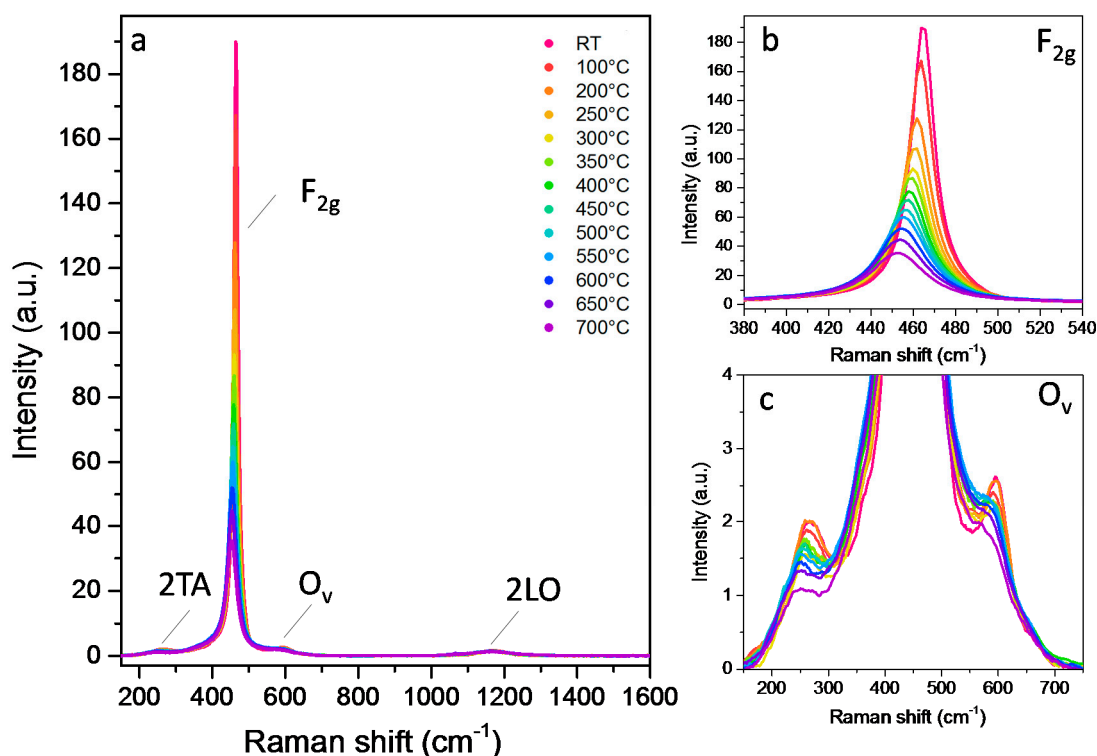 a
RT
100°C
200°C
250°C
300°C
350°C
400°C
450°C
500°C
550°C
600°C
650°C
700°C
F2g
2TA
Ov
2LO
Intensity (a.u.)
180
160
140
120
100
80
60
40
20
0
200 400 600 800 1000 1200 1400 1600
Raman shift (cm-1)
b
F2g
Intensity (a.u.)
180
160
140
120
100
80
60
40
20
0
380 400 420 440 460 480 500 520 540
Raman shift (cm-1)
c
Ov
Intensity (a.u.)
4
3
2
1
0
200 300 400 500 600 700
Raman shift (cm-1)